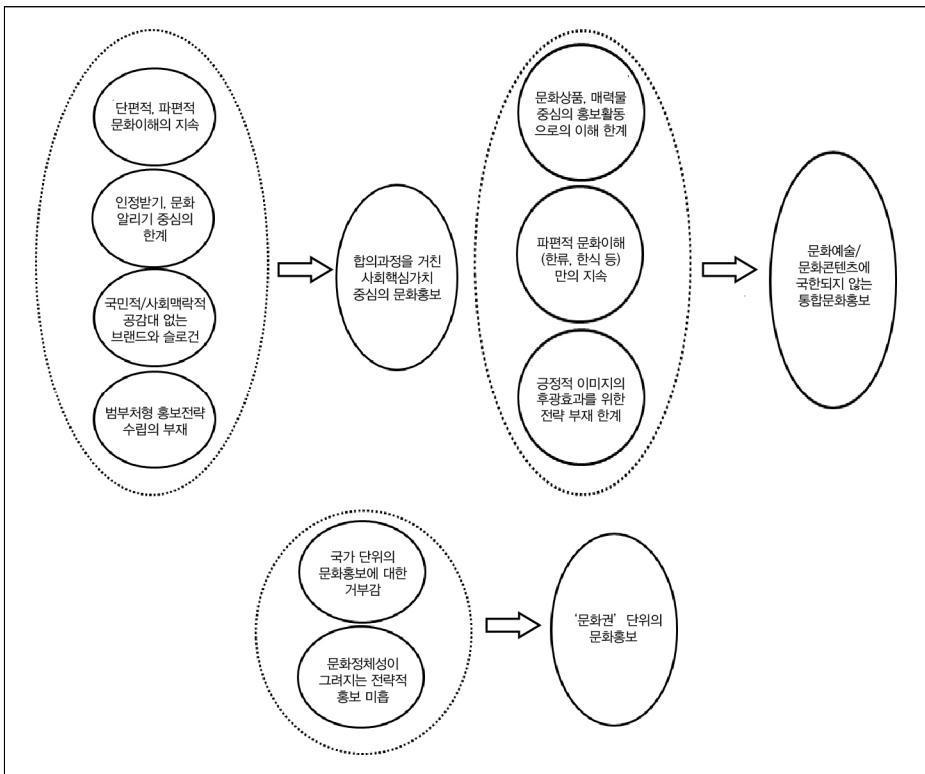 단편적, 파편적
문화이해의 지속
인정받기, 문화
알리기 중심의
한계
국민적/사회맥락적
공감대 없는
브랜드와 슬로건
범부처형 홍보전략
수립의 부재
합의과정을 거친
사회핵심가치
중심의 문화홍보
문화상품, 매력물
중심의 홍보활동
으로의 이해 한계
파편적 문화이해
(한류, 한식 등)
만의 지속
긍정적 이미지의
후광효과를 위한
전략 부재 한계
문화예술/
문화콘텐츠에
국한되지 않는
통합문화홍보
국가 단위의
문화홍보에 대한
거부감
문화정체성이
그려지는 전략적
홍보 미흡
‘문화권’ 단위의
문화홍보